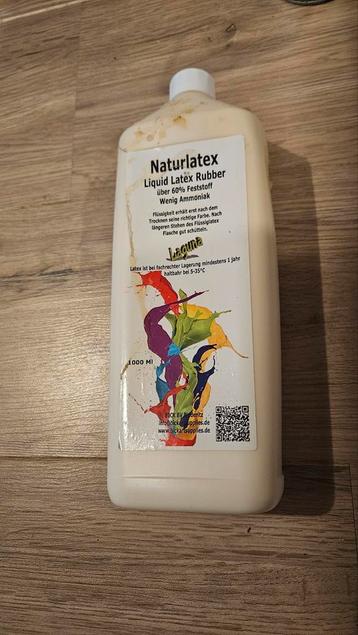 Naturlatex
Liquid Latex Rubber
über 60% Feststoff
Wenig Ammoniak
Flüssigkeit erhält erst nach dem
Trocknen seine richtige Farbe. Nach
längeren Stehen des Flüssiglatex
Flasche gut schütteln.
Laguna
Latex ist bei fachrechter Lagerung mindestens 1 Jahr
haltbahr bei 5-35°C
1000 Ml